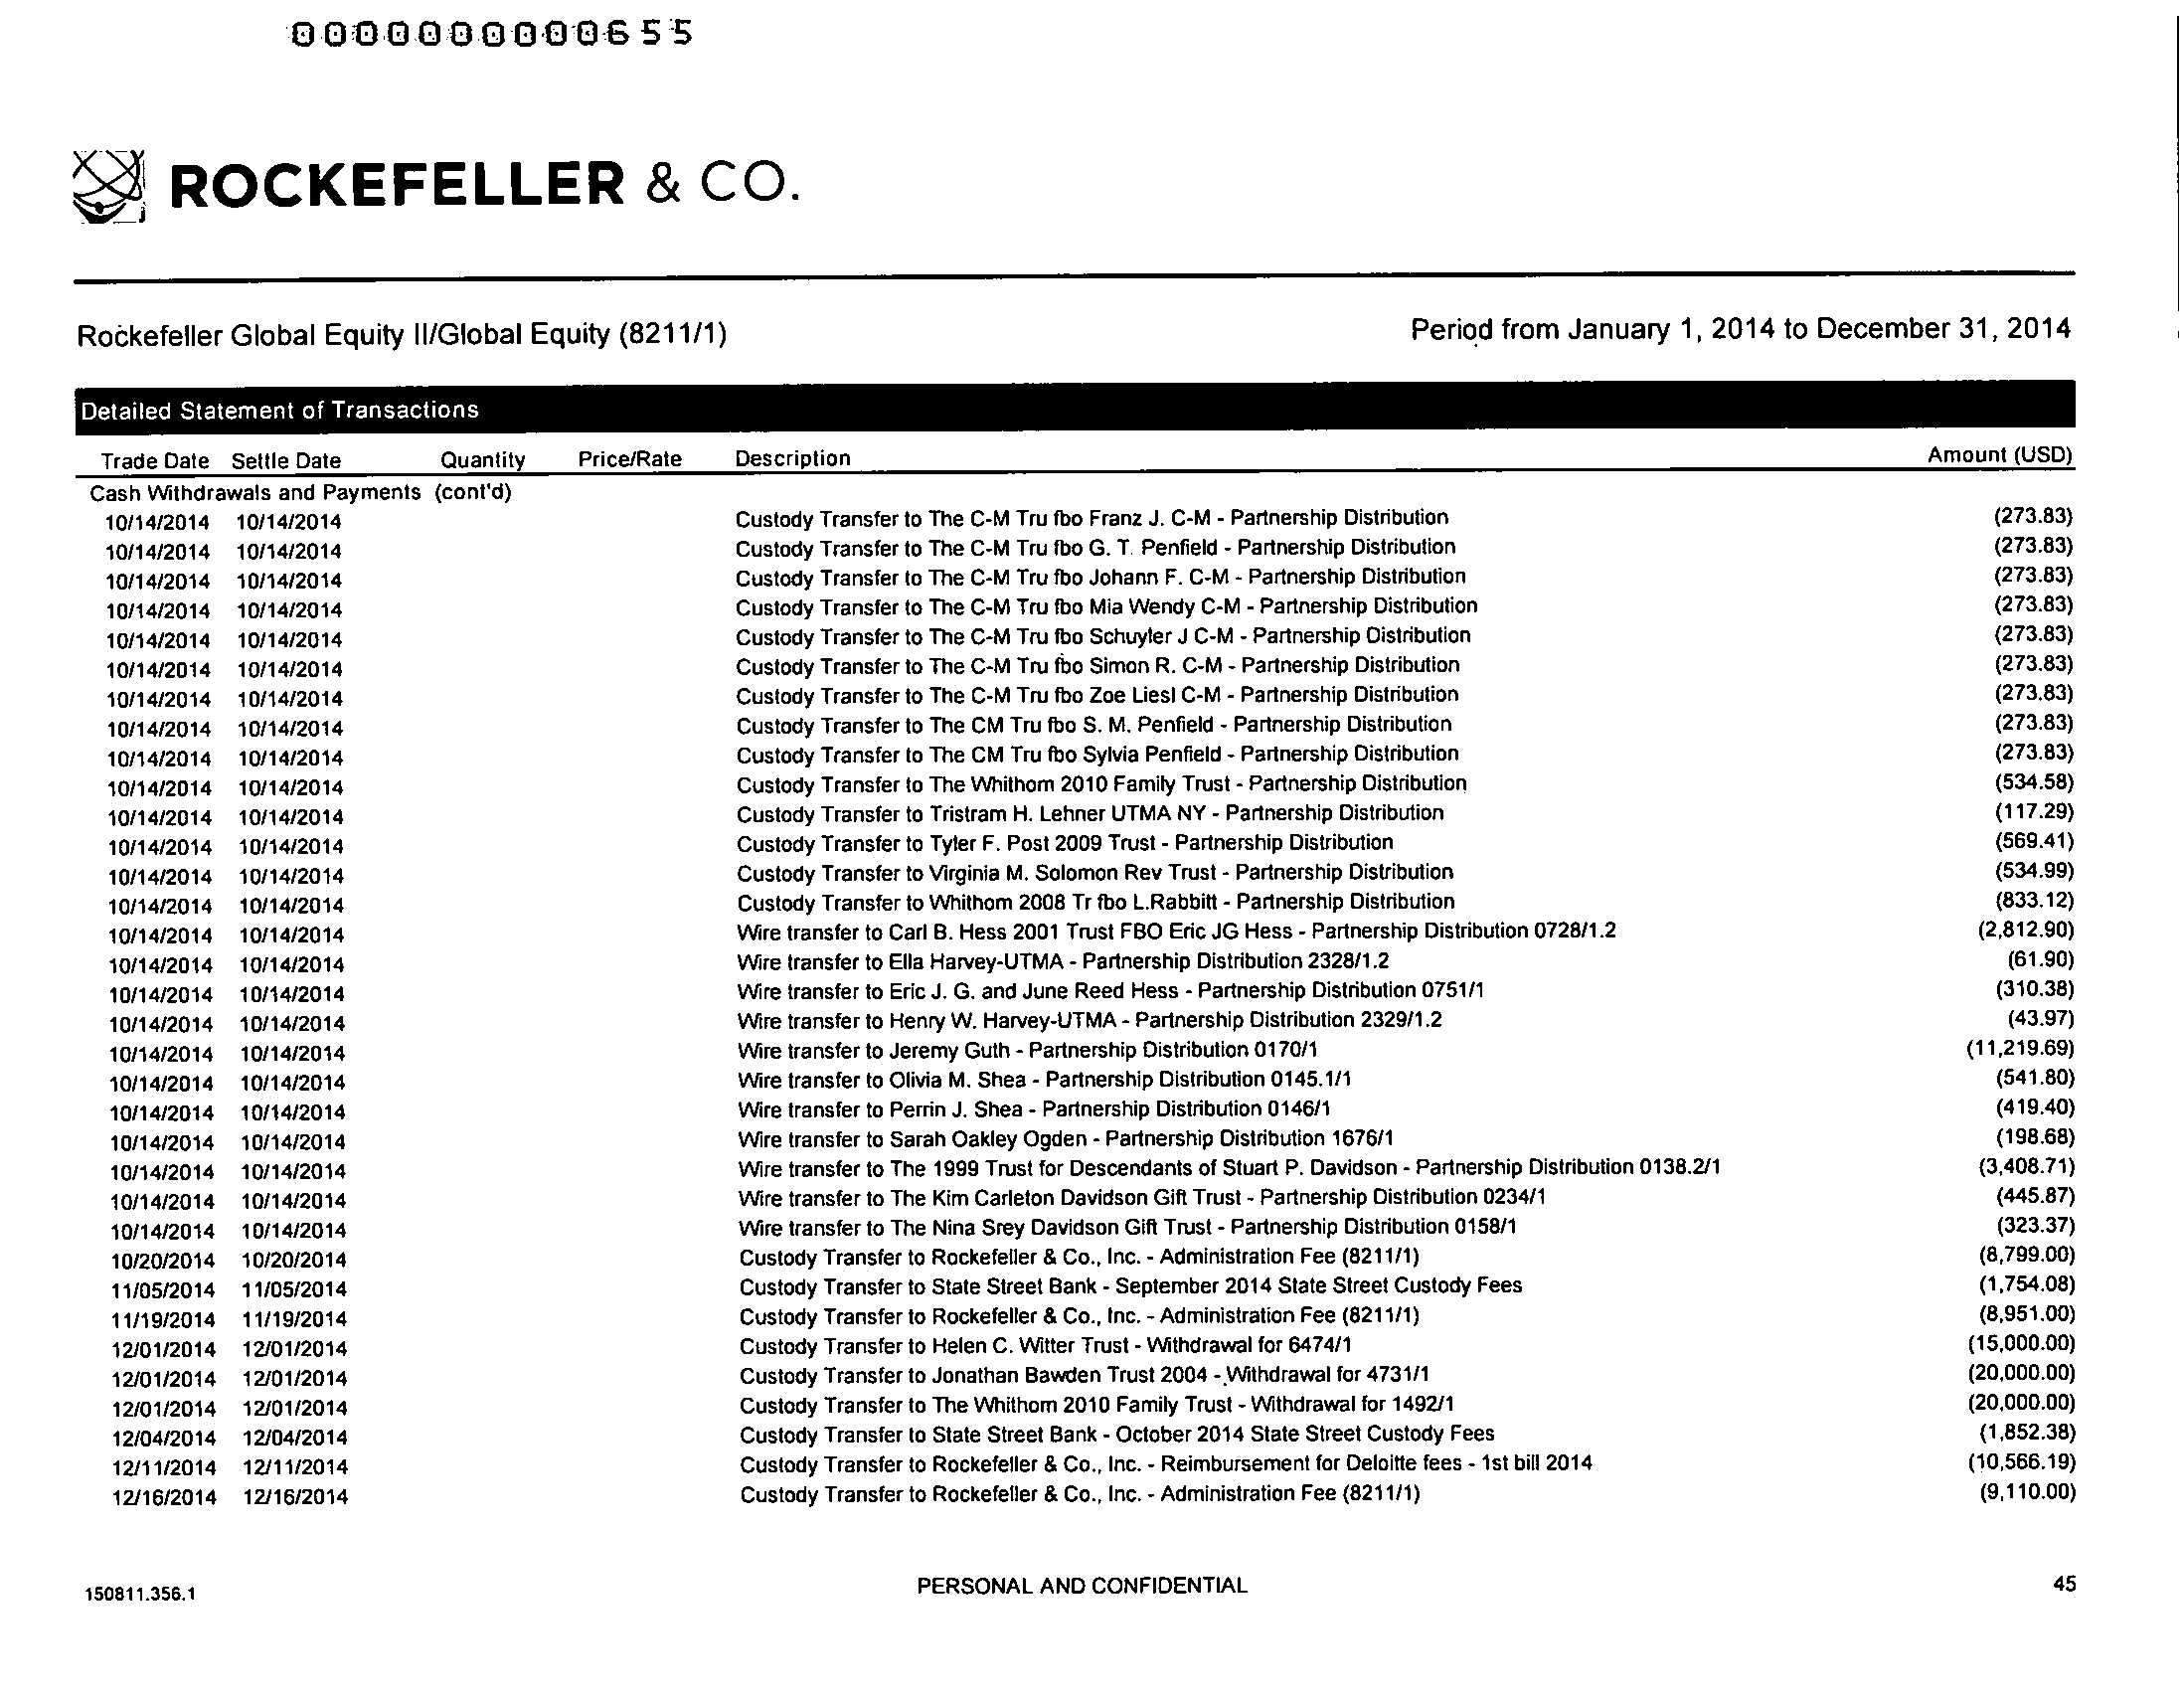 0000000000655
ROCKEFELLER & CO.
Rockefeller Global Equity II/Global Equity (8211/1) Period from January 1, 2014 to December 31, 2014
Detailed Statement of Transactions
Trade Date Settle Date Quantity Price/Rate Description Amount (USD)
Cash Withdrawals and Payments (cont'd)
10/14/2014 10/14/2014 Custody Transfer to The C-M Tru fbo Franz J. C-M - Partnership Distribution (273.83)
10/14/2014 10/14/2014 Custody Transfer to The C-M Tru fbo G. T. Penfield - Partnership Distribution (273.83)
10/14/2014 10/14/2014 Custody Transfer to The C-M Tru fbo Johann F. C-M - Partnership Distribution (273.83)
10/14/2014 10/14/2014 Custody Transfer to The C-M Tru fbo Mia Wendy C-M - Partnership Distribution (273.83)
10/14/2014 10/14/2014 Custody Transfer to The C-M Tru fbo Schuyler J C-M - Partnership Distribution (273.83)
10/14/2014 10/14/2014 Custody Transfer to The C-M Tru fbo Simon R. C-M - Partnership Distribution (273.83)
10/14/2014 10/14/2014 Custody Transfer to The C-M Tru fbo Zoe Liesl C-M - Partnership Distribution (273.83)
10/14/2014 10/14/2014 Custody Transfer to The CM Tru fbo S. M. Penfield - Partnership Distribution (273.83)
10/14/2014 10/14/2014 Custody Transfer to The CM Tru fbo Sylvia Penfield - Partnership Distribution (273.83)
10/14/2014 10/14/2014 Custody Transfer to The Whithom 2010 Family Trust - Partnership Distribution (534.58)
10/14/2014 10/14/2014 Custody Transfer to Tristram H. Lehner UTMA NY - Partnership Distribution (117.29)
10/14/2014 10/14/2014 Custody Transfer to Tyler F. Post 2009 Trust - Partnership Distribution (569.41)
10/14/2014 10/14/2014 Custody Transfer to Virginia M. Solomon Rev Trust - Partnership Distribution (534.99)
10/14/2014 10/14/2014 Custody Transfer to Whithom 2008 Tr fbo L.Rabbitt - Partnership Distribution (833.12)
10/14/2014 10/14/2014 Wire transfer to Carl B. Hess 2001 Trust FBO Eric JG Hess - Partnership Distribution 0728/1.2 (2,812.90)
10/14/2014 10/14/2014 Wire transfer to Ella Harvey-UTMA - Partnership Distribution 2328/1.2 (61.90)
10/14/2014 10/14/2014 Wire transfer to Eric J. G. and June Reed Hess - Partnership Distribution 0751/1 (310.38)
10/14/2014 10/14/2014 Wire transfer to Henry W. Harvey-UTMA - Partnership Distribution 2329/1.2 (43.97)
10/14/2014 10/14/2014 Wire transfer to Jeremy Guth - Partnership Distribution 0170/1 (11,219.69)
10/14/2014 10/14/2014 Wire transfer to Olivia M. Shea - Partnership Distribution 0145.1/1 (541.80)
10/14/2014 10/14/2014 Wire transfer to Perrin J. Shea - Partnership Distribution 0146/1 (419.40)
10/14/2014 10/14/2014 Wire transfer to Sarah Oakley Ogden - Partnership Distribution 1676/1 (198.68)
10/14/2014 10/14/2014 Wire transfer to The 1999 Trust for Descendants of Stuart P. Davidson - Partnership Distribution 0138.2/1 (3,408.71)
10/14/2014 10/14/2014 Wire transfer to The Kim Carleton Davidson Gift Trust - Partnership Distribution 0234/1 (445.87)
10/14/2014 10/14/2014 Wire transfer to The Nina Srey Davidson Gift Trust - Partnership Distribution 0158/1 (323.37)
10/20/2014 10/20/2014 Custody Transfer to Rockefeller & Co., Inc. - Administration Fee (8211/1) (8,799.00)
11/05/2014 11/05/2014 Custody Transfer to State Street Bank - September 2014 State Street Custody Fees (1,754.08)
11/19/2014 11/19/2014 Custody Transfer to Rockefeller & Co., Inc. - Administration Fee (8211/1) (8,951.00)
12/01/2014 12/01/2014 Custody Transfer to Helen C. Witter Trust - Withdrawal for 6474/1 (15,000.00)
12/01/2014 12/01/2014 Custody Transfer to Jonathan Bawden Trust 2004 - Withdrawal for 4731/1 (20,000.00)
12/01/2014 12/01/2014 Custody Transfer to The Whithom 2010 Family Trust - Withdrawal for 1492/1 (20,000.00)
12/04/2014 12/04/2014 Custody Transfer to State Street Bank - October 2014 State Street Custody Fees (1,852.38)
12/11/2014 12/11/2014 Custody Transfer to Rockefeller & Co., Inc. - Reimbursement for Deloitte fees - 1st bill 2014 (10,566.19)
12/16/2014 12/16/2014 Custody Transfer to Rockefeller & Co., Inc. - Administration Fee (8211/1) (9,110.00)
150811.356.1 PERSONAL AND CONFIDENTIAL 45